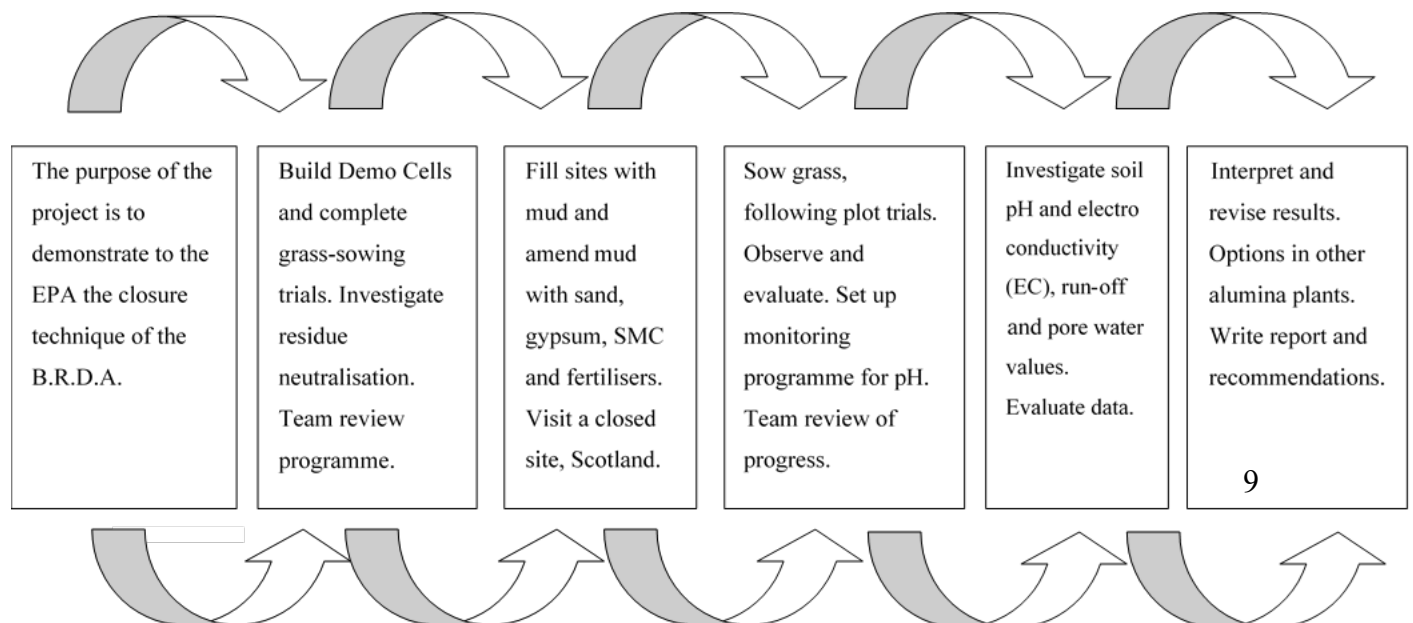 The purpose of the
project is to
demonstrate to the
EPA the closure
technique of the
B.R.D.A.
Build Demo Cells
and complete
grass-sowing
trials. Investigate
residue
neutralisation.
Team review
programme.
Fill sites with
mud and
amend mud
with sand,
gypsum, SMC
and fertilisers.
Visit a closed
site, Scotland.
Sow grass,
following plot trials.
Observe and
evaluate. Set up
monitoring
programme for pH.
Team review of
progress.
Investigate soil
pH and electro
conductivity
(EC), run-off
and pore water
values.
Evaluate data.
Interpret and
revise results.
Options in other
alumina plants.
Write report and
recommendations.
9